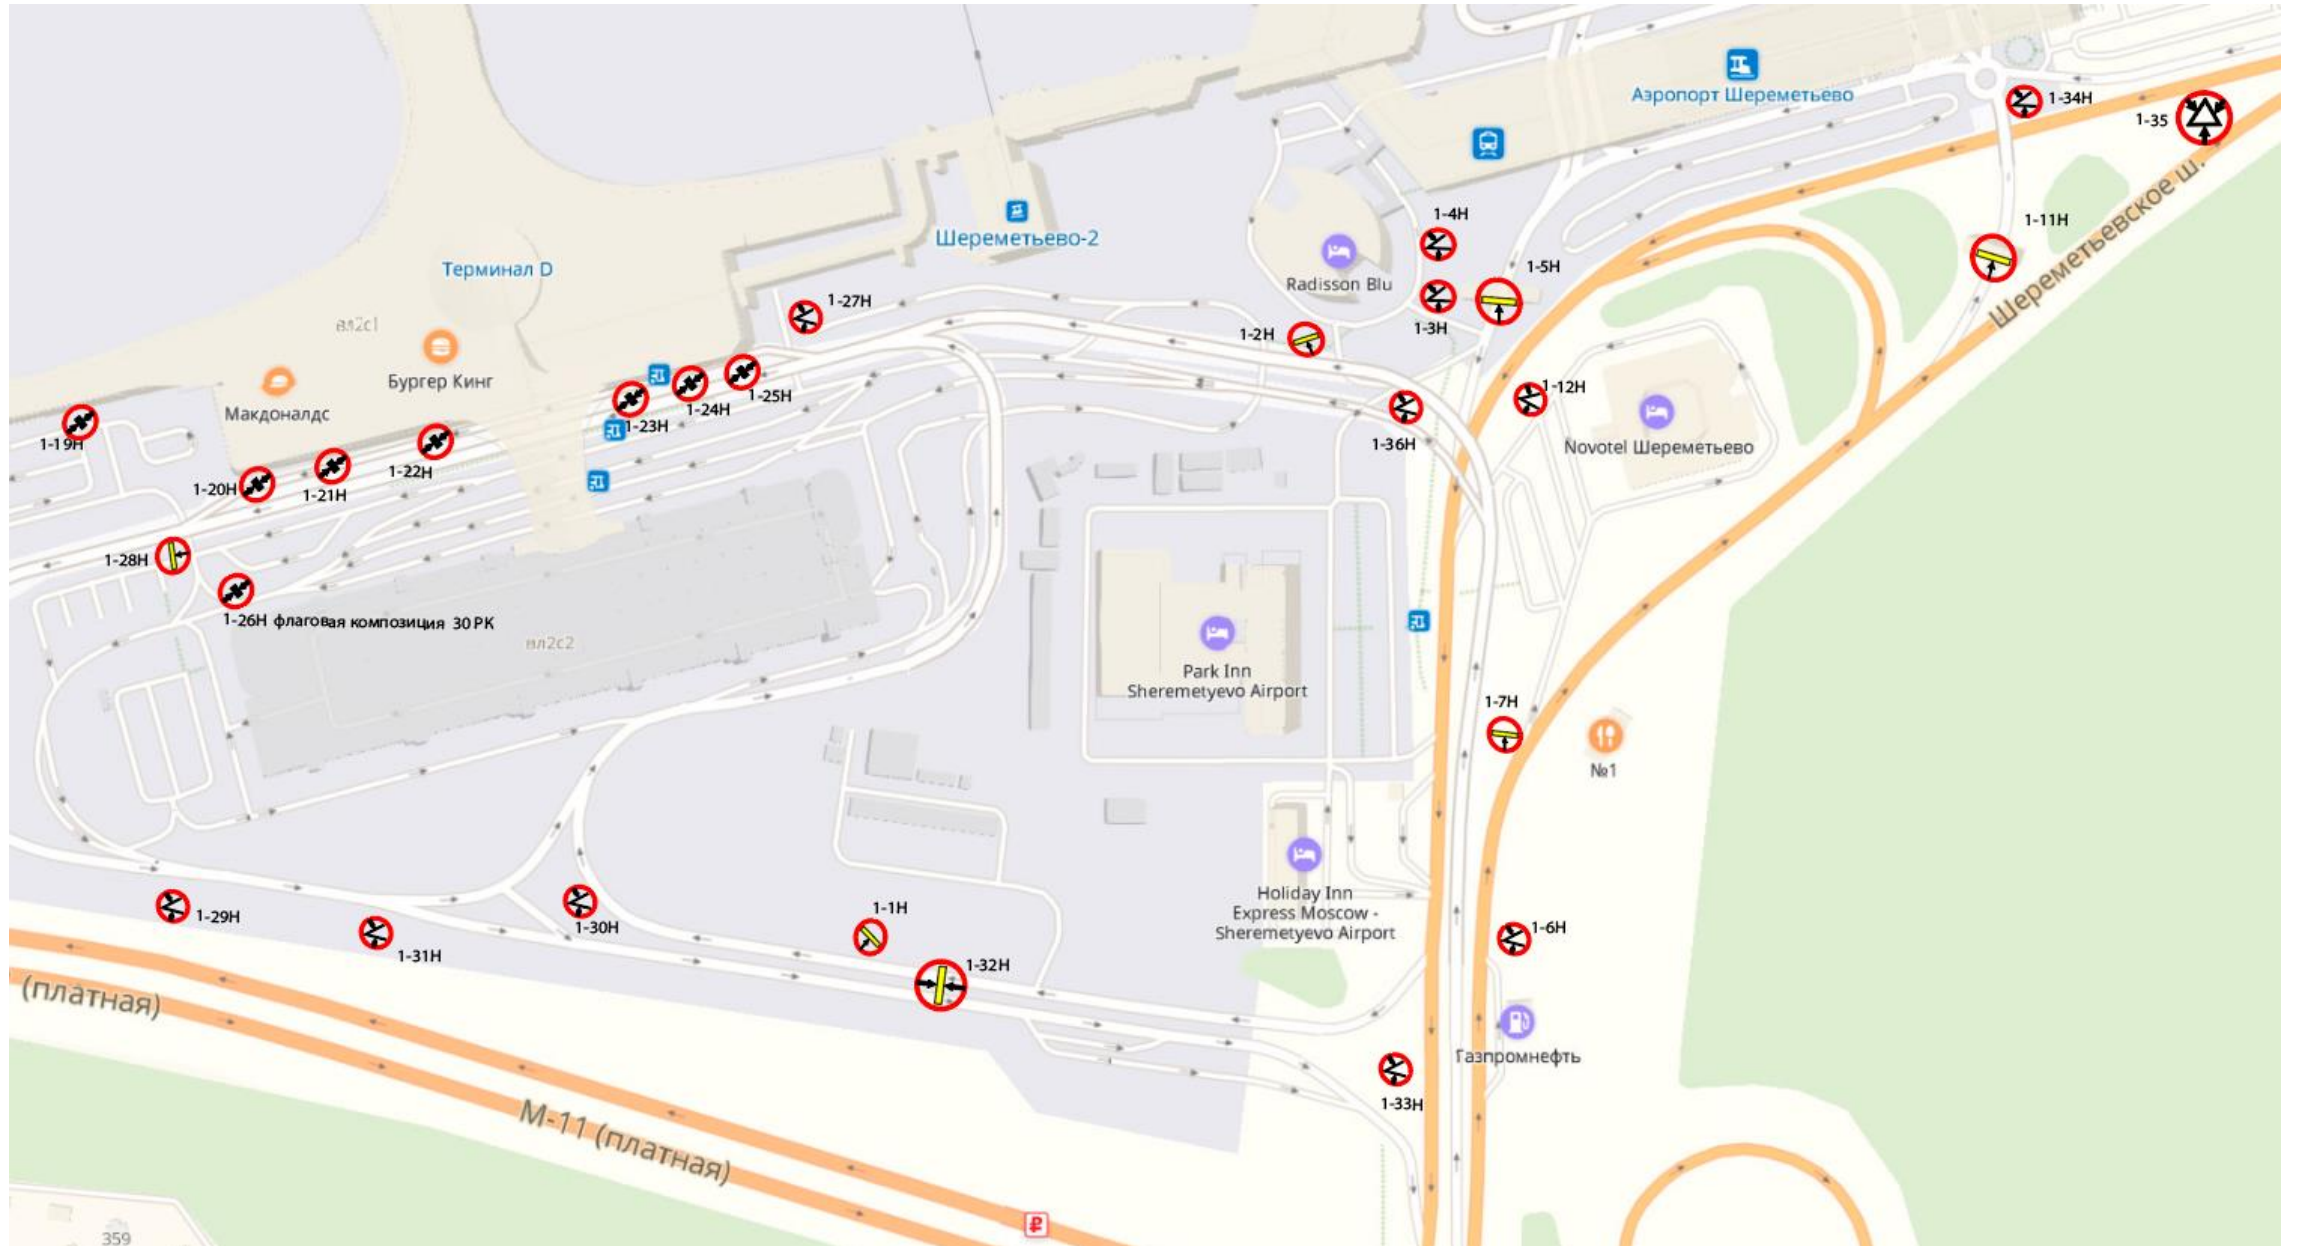 Аэропорт Шереметьево
1-34Н
1-35
Шереметьевское ш.
1-11Н
1-4Н
Шереметьево-2
1-5Н
Терминал D
Radisson Blu
1-27Н
1-3Н
1-2Н
вл2с1
Бургер Кинг
1-25Н
1-24Н
1-12Н
Макдоналдс
1-23Н
1-19Н
1-36Н
Novotel Шереметьево
1-22Н
1-20Н
1-21Н
1-28Н
1-26Н флаговая композиция 30 РК
вл2с2
Park Inn
Sheremetyevo Airport
1-7Н
№1
Holiday Inn
Express Moscow -
Sheremetyevo Airport
1-29Н
1-30Н
1-1Н
1-6Н
1-31Н
1-32Н
(платная)
Газпромнефть
1-33Н
М-11 (платная)
₽
359